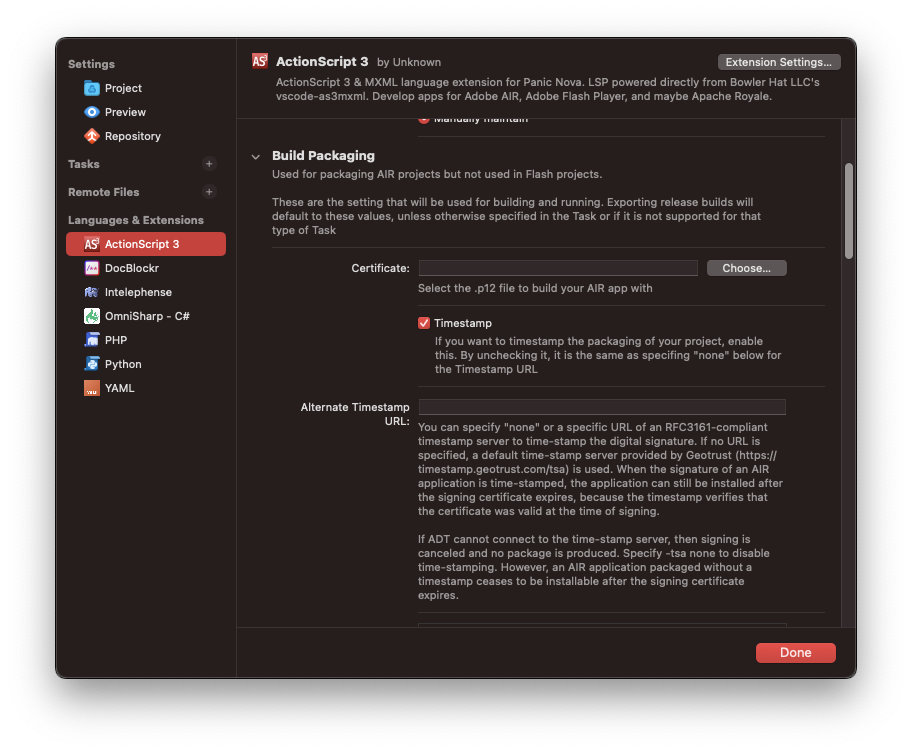 Settings
Project
Preview
Repository
Tasks
Remote Files
Languages & Extensions
AS3 ActionScript 3
DocBlockr
Intelephense
OmniSharp - C#
PHP
Python
YAML
AS3 ActionScript 3 by Unknown
Extension Settings...
ActionScript 3 & MXML language extension for Panic Nova. LSP powered directly from Bowler Hat LLC's
vscode-as3mxml. Develop apps for Adobe AIR, Adobe Flash Player, and maybe Apache Royale.
Manually maintain
Build Packaging
Used for packaging AIR projects but not used in Flash projects.
These are the setting that will be used for building and running. Exporting release builds will
default to these values, unless otherwise specified in the Task or if it is not supported for that
type of Task
Certificate:
Choose...
Select the .p12 file to build your AIR app with
Timestamp
If you want to timestamp the packaging of your project, enable
this. By unchecking it, it is the same as specifing "none" below for
the Timestamp URL
Alternate Timestamp
URL:
You can specify "none" or a specific URL of an RFC3161-compliant
timestamp server to time-stamp the digital signature. If no URL is
specified, a default time-stamp server provided by Geotrust (https://
timestamp.geotrust.com/tsa) is used. When the signature of an AIR
application is time-stamped, the application can still be installed after
the signing certificate expires, because the timestamp verifies that
the certificate was valid at the time of signing.
If ADT cannot connect to the time-stamp server, then signing is
canceled and no package is produced. Specify -tsa none to disable
time-stamping. However, an AIR application packaged without a
timestamp ceases to be installable after the signing certificate
expires.
Done